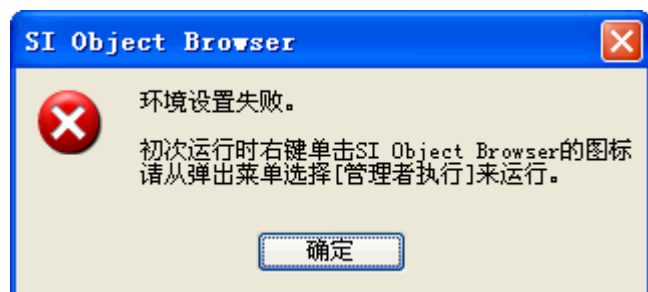 SI Object Browser
环境设置失败。
初次运行时右键单击SI Object Browser的图标
请从弹出菜单选择[管理者执行]来运行。
确定